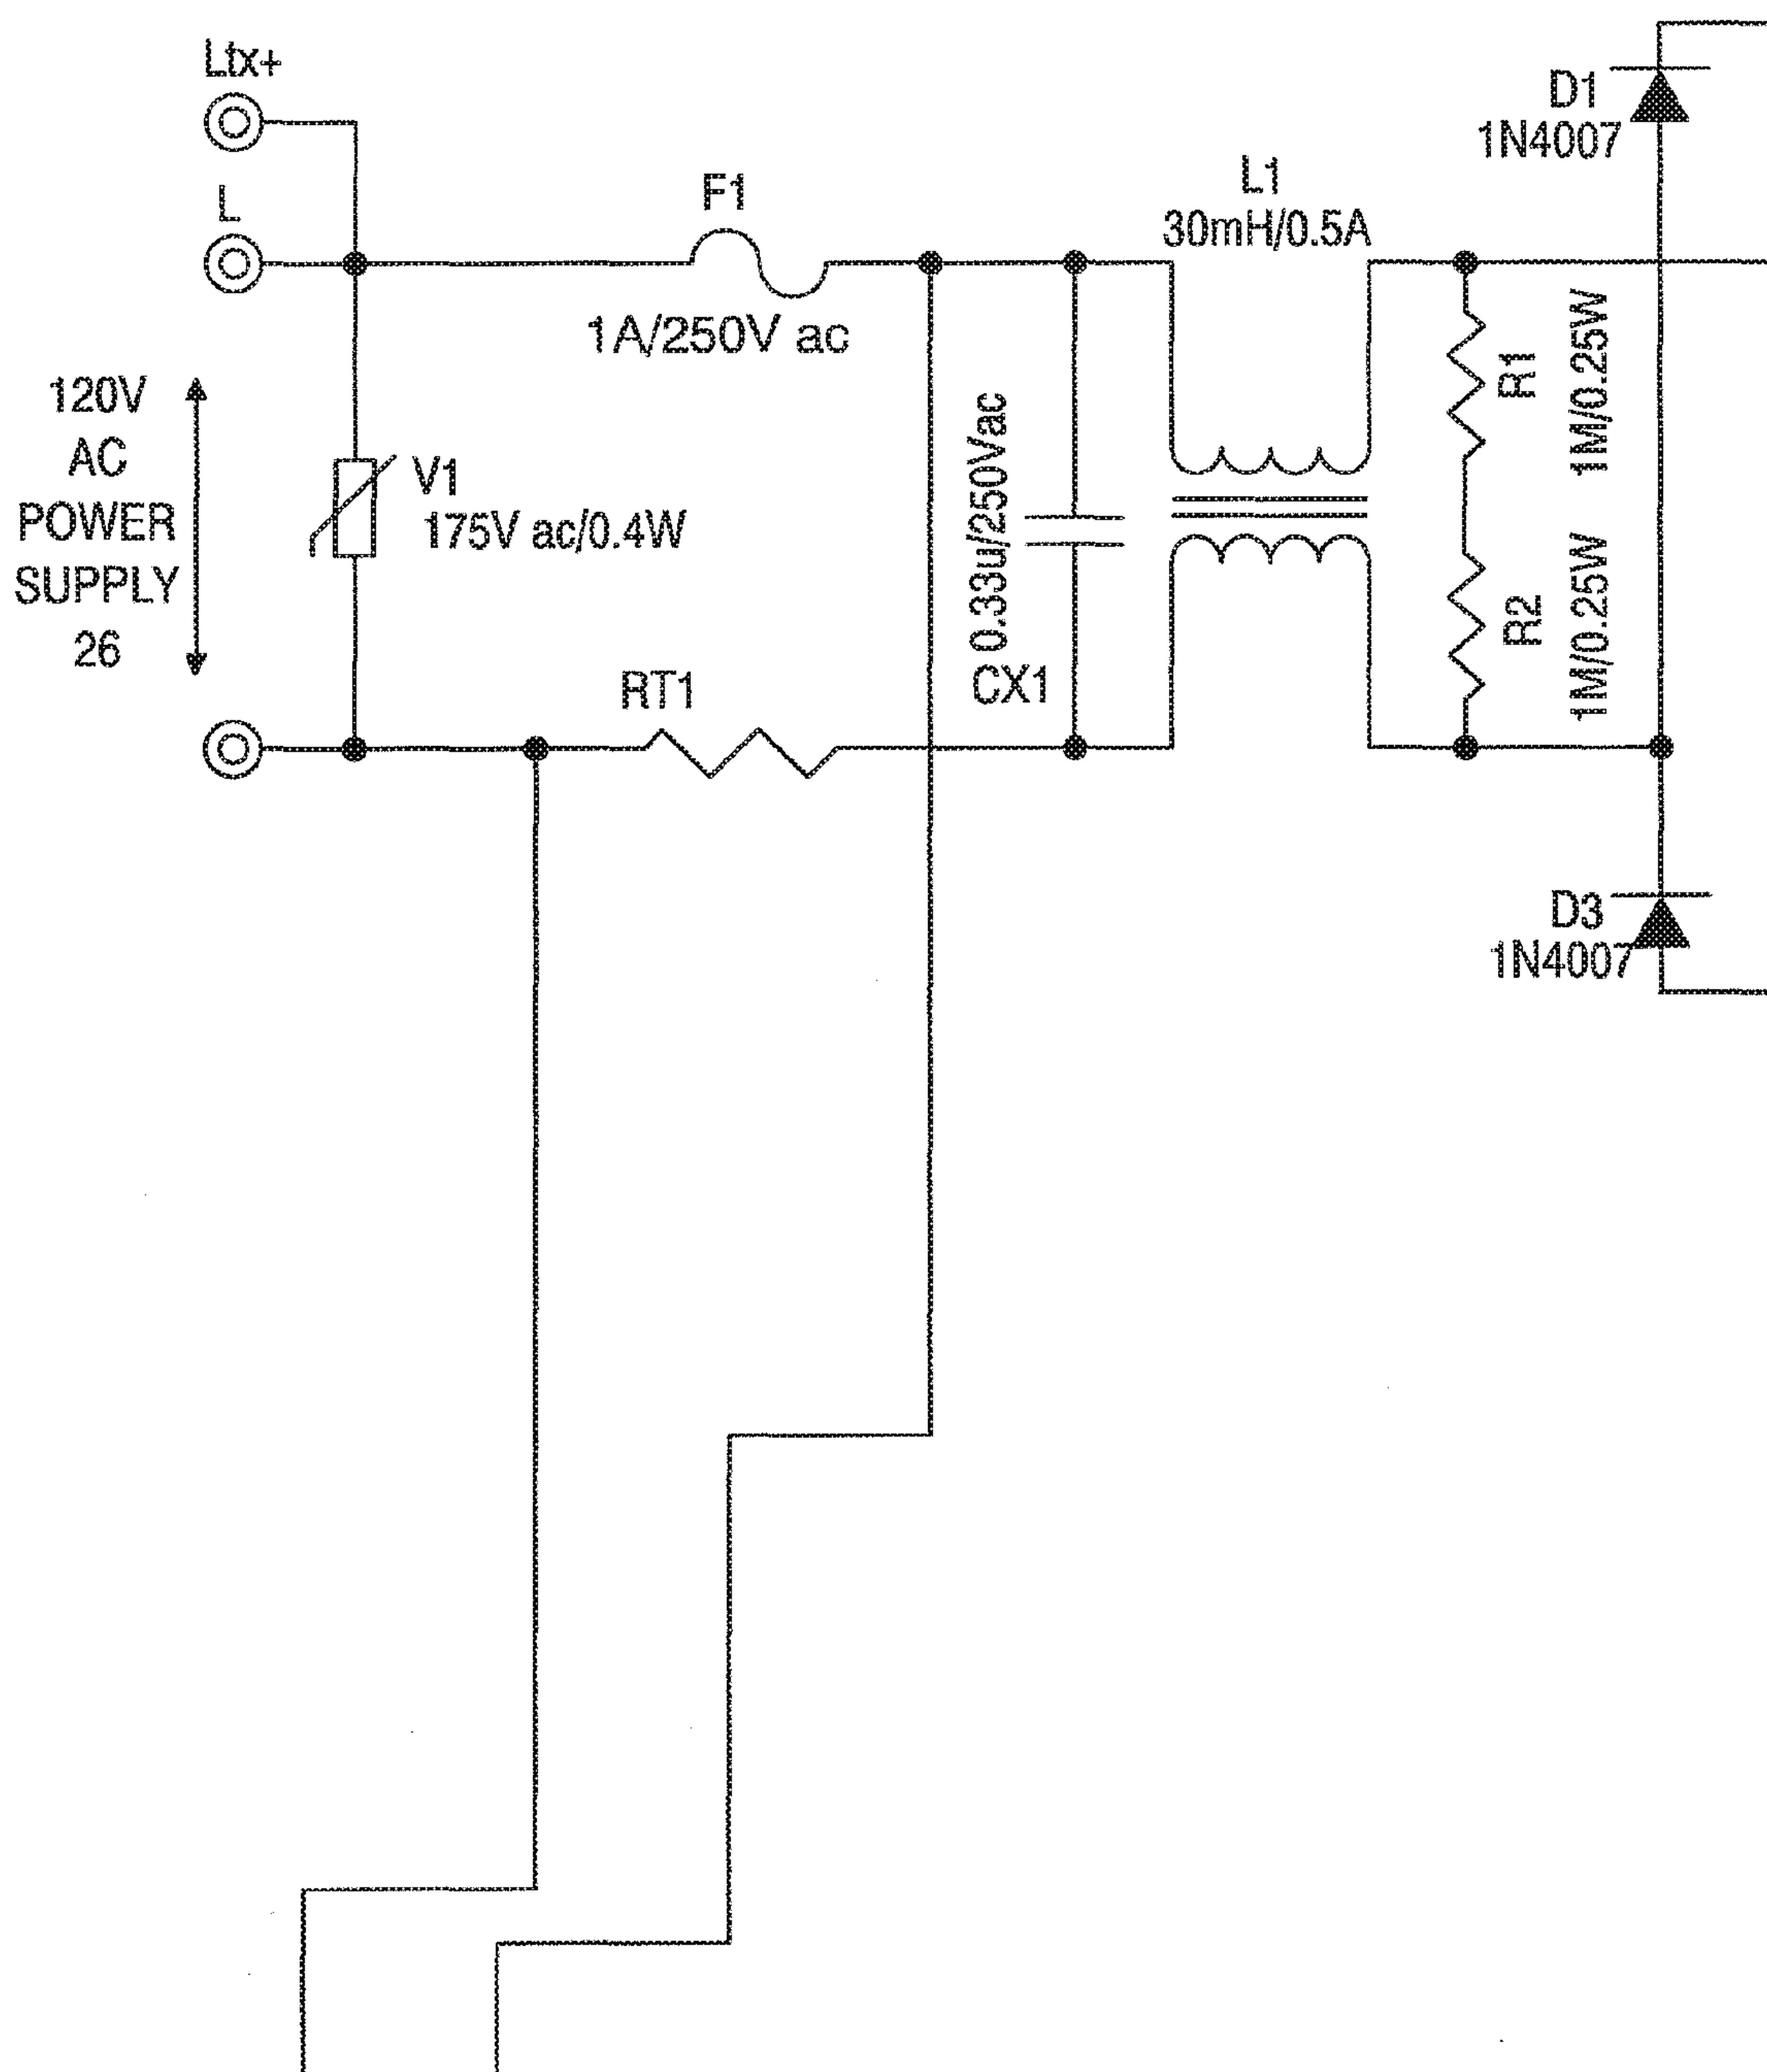 Ltx+
L
F1
1A/250V ac
L1
30mH/0.5A
D1
1N4007
120V
AC
POWER
SUPPLY
26
V1
175V ac/0.4W
0.33u/250Vac
CX1
R1
1M/0.25W
R2
1M/0.25W
RT1
D3
1N4007